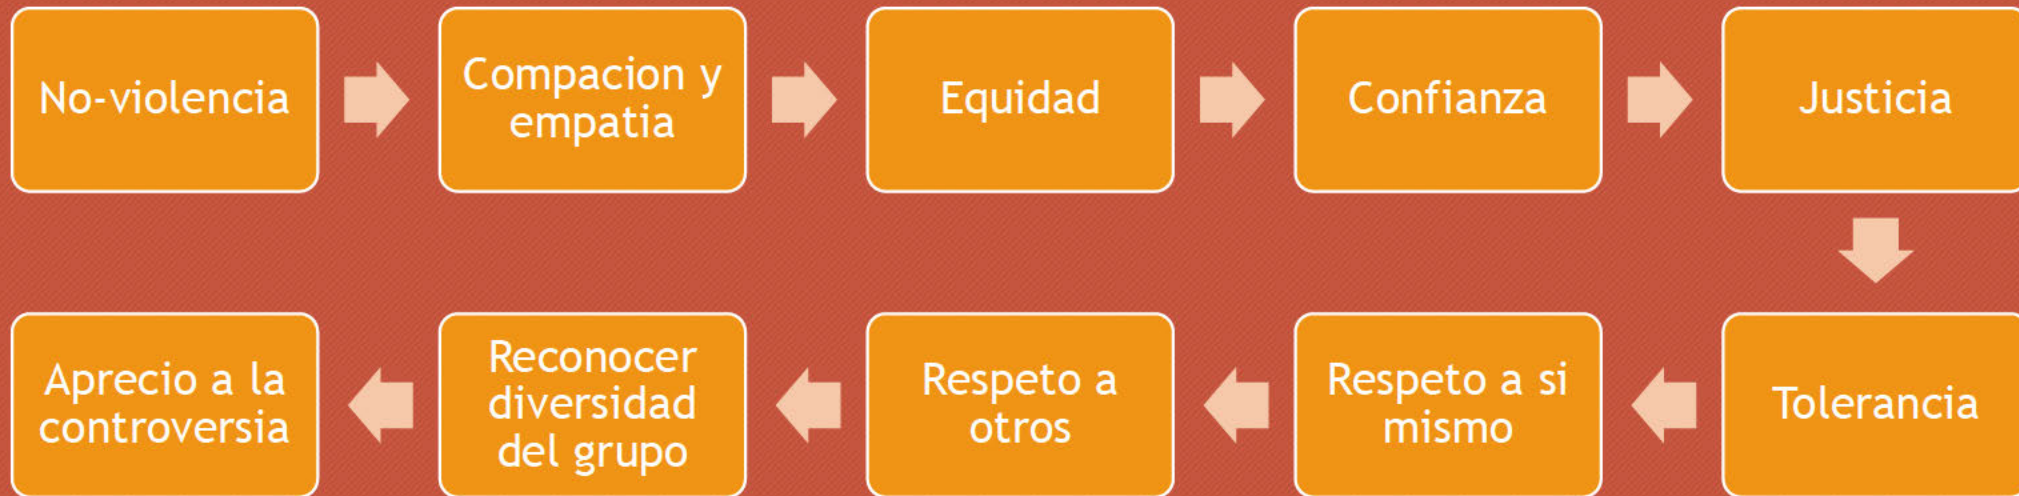 No-violencia
Compacion y
empatia
Equidad
Confianza
Justicia
Tolerancia
Respeto a si
mismo
Respeto a
otros
Reconocer
diversidad
del grupo
Aprecio a la
controversia